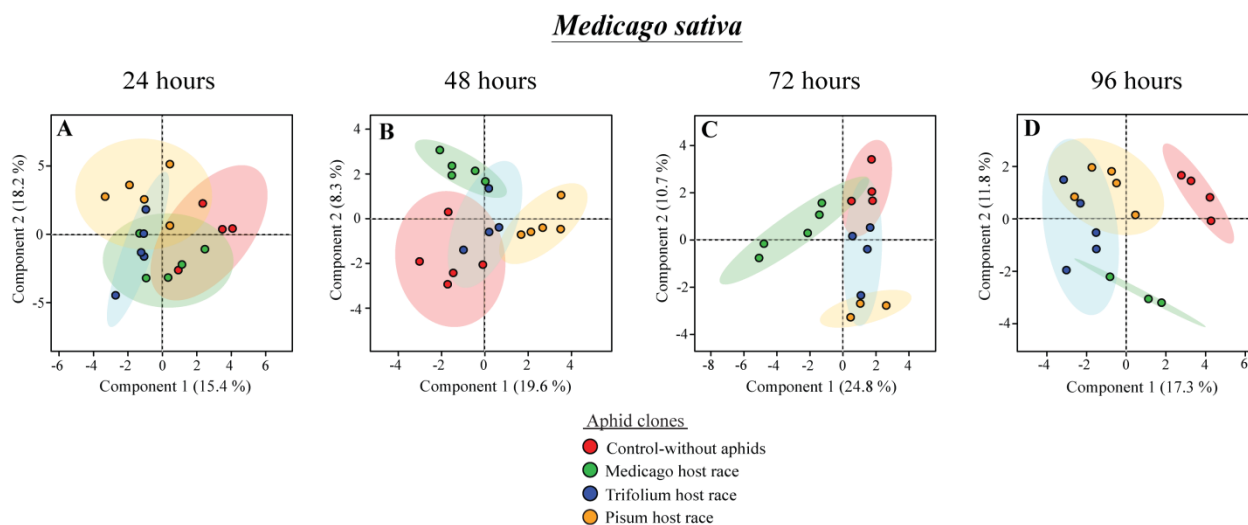 Medicago sativa
24 hours
48 hours
72 hours
96 hours
A
5
0
-5
-6 -4 -2 0 2 4 6
Component 2 (18.2 %)
Component 1 (15.4 %)
B
4
2
0
-2
-4
-4 -2 0 2 4
Component 2 (8.3 %)
Component 1 (19.6 %)
C
4
2
0
-2
-4
-8 -6 -4 -2 0 2 4
Component 2 (10.7 %)
Component 1 (24.8 %)
D
2
0
-2
-4
-4 -2 0 2 4 6
Component 2 (11.8 %)
Component 1 (17.3 %)
Aphid clones
Control-without aphids
Medicago host race
Trifolium host race
Pisum host race